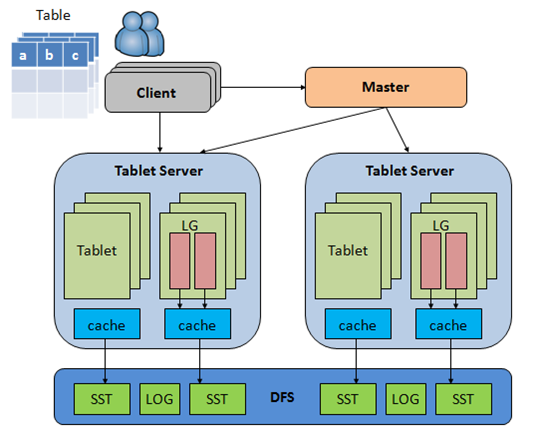 Table
a b c
Client
Master
Tablet Server
Tablet Server
LG
LG
Tablet
Tablet
cache
cache
cache
cache
SST
LOG
SST
DFS
SST
LOG
SST